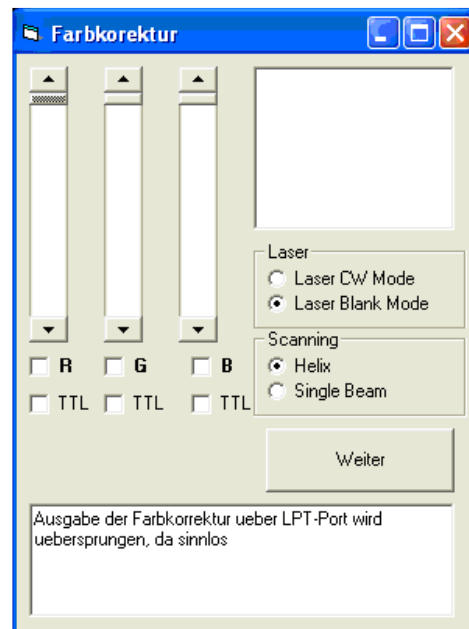 Farbkorektur
Laser
Laser CW Mode
Laser Blank Mode
R G B
Scanning
Helix
TTL TTL TTL
Single Beam
Weiter
Ausgabe der Farbkorrektur ueber LPT-Port wird
uebersprungen, da sinnlos